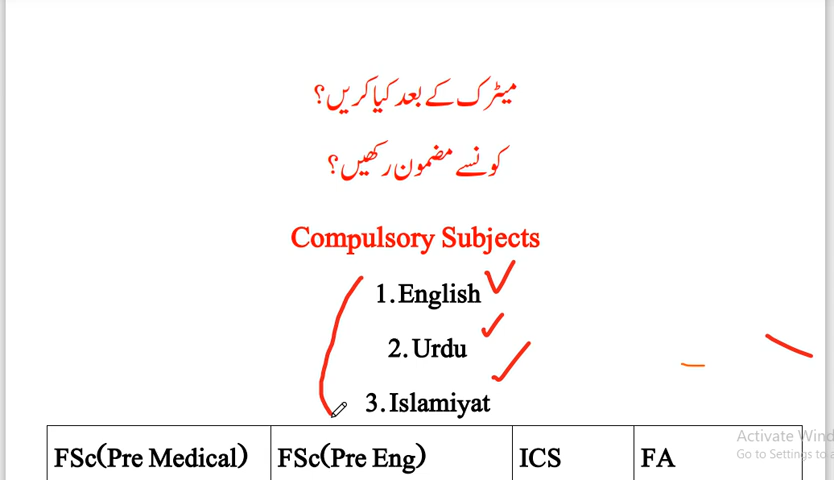 میٹرک کے بعد کیا کریں؟
کونسے مضمون رکھیں؟
Compulsory Subjects
1. English
2. Urdu
3. Islamiyat
FSc(Pre Medical) FSc(Pre Eng) ICS FA
Activate Wind
Go to Settings to a